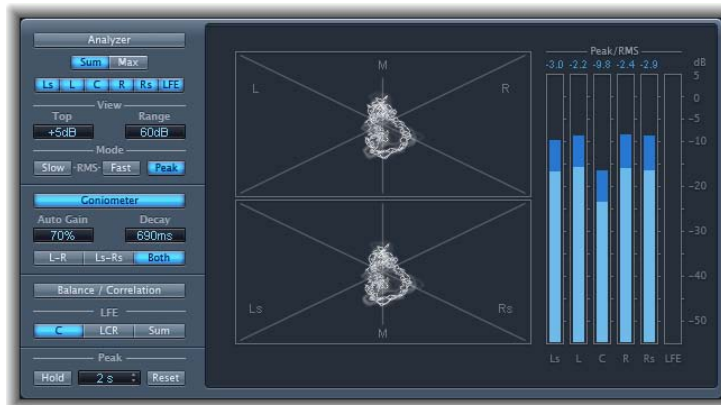 Analyzer
Sum Max
Ls L C R Rs LFE
View
Top Range
+5dB 60dB
Mode
Slow -RMS- Fast Peak
Goniometer
Auto Gain Decay
70% 690ms
L-R Ls-Rs Both
Balance / Correlation
LFE
C LCR Sum
Peak
Hold 2 s Reset
M
L R
Ls Rs
M
Peak/RMS
-3.0 -2.2 -9.8 -2.4 -2.9 dB
5
0
-5
-10
-20
-30
-40
-50
Ls L C R Rs LFE